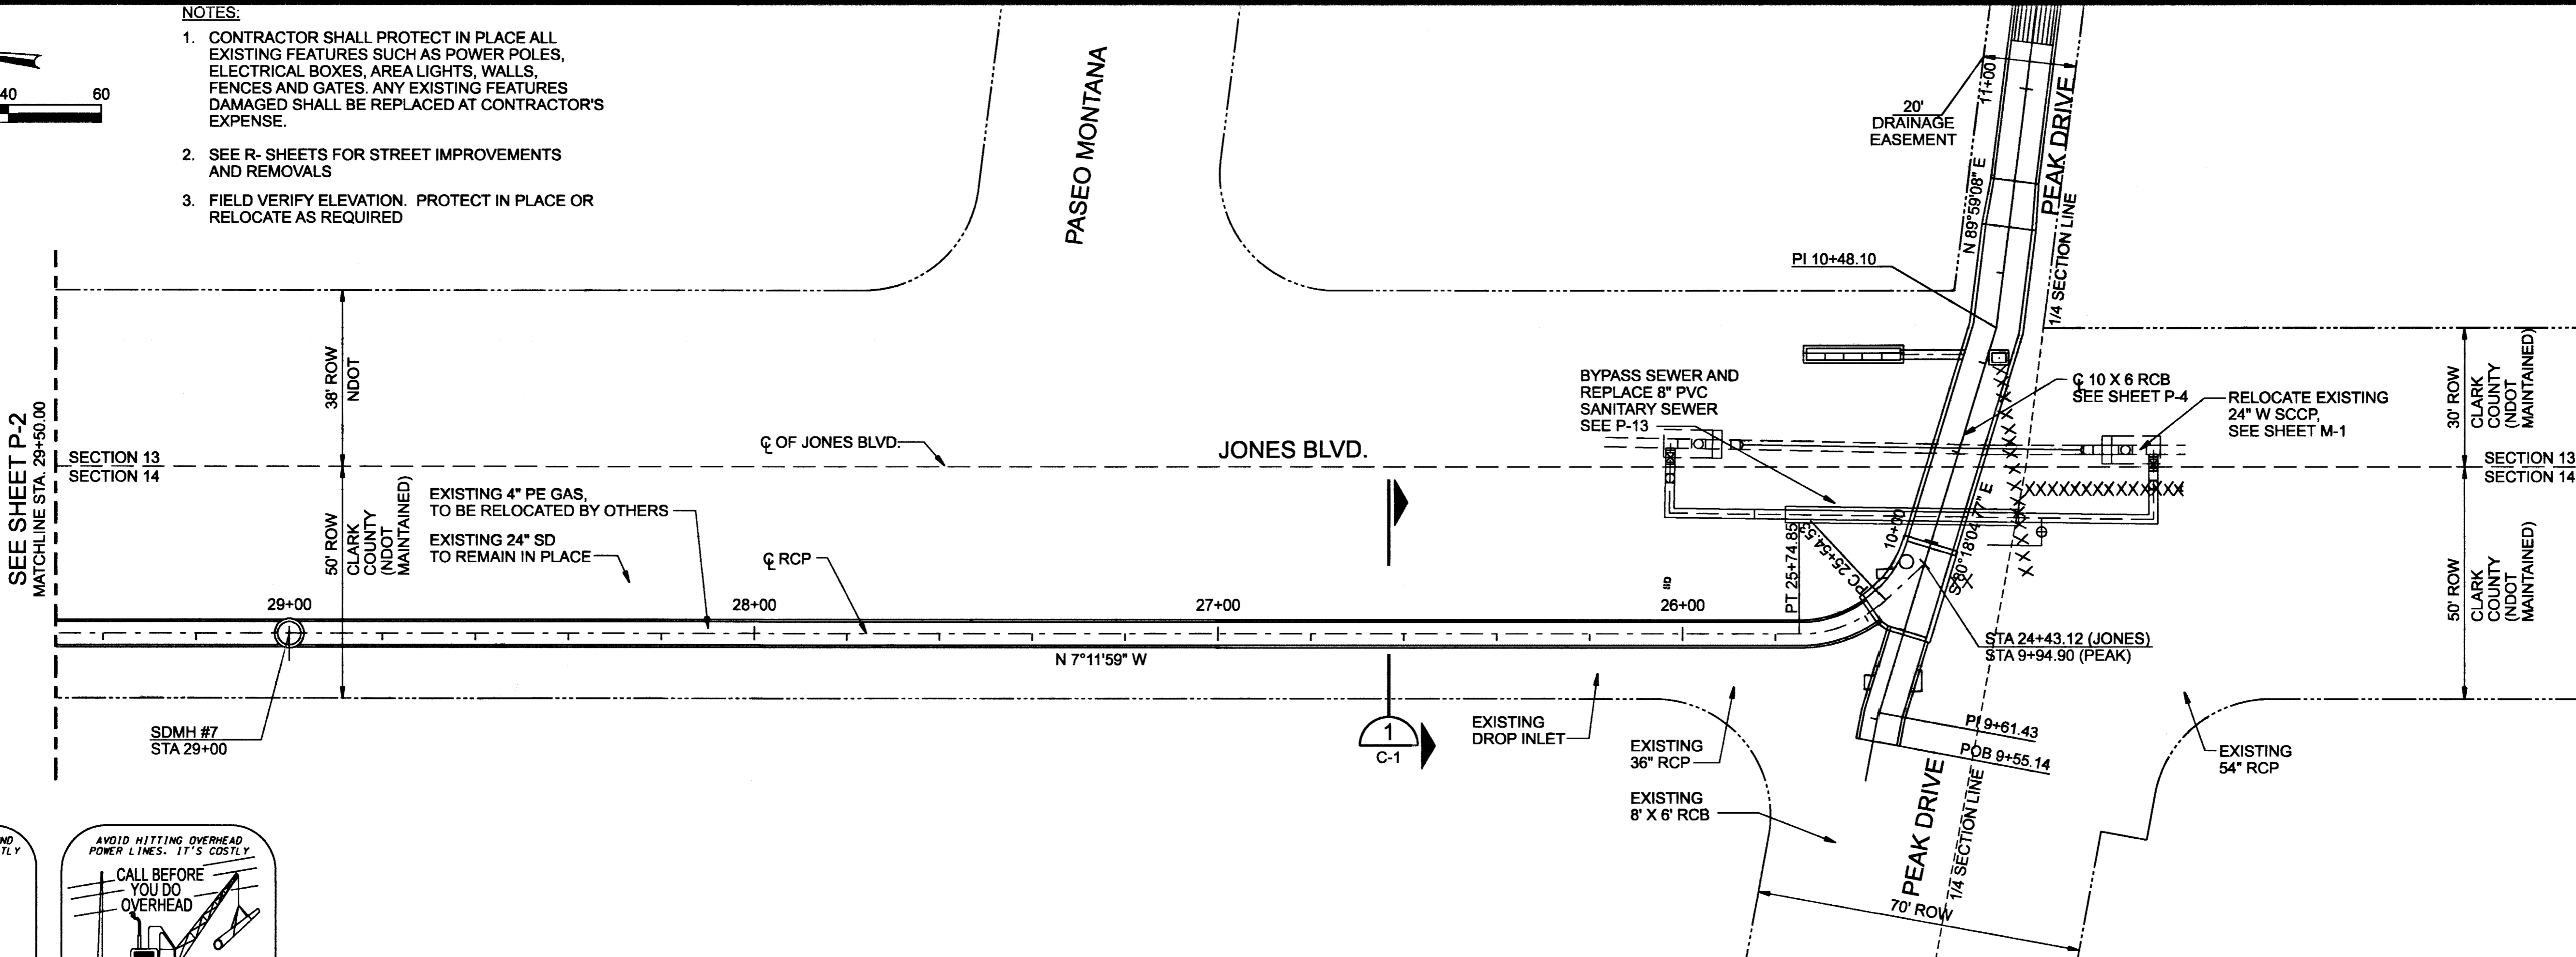 NOTES:
1. CONTRACTOR SHALL PROTECT IN PLACE ALL
EXISTING FEATURES SUCH AS POWER POLES,
ELECTRICAL BOXES, AREA LIGHTS, WALLS,
FENCES AND GATES. ANY EXISTING FEATURES
DAMAGED SHALL BE REPLACED AT CONTRACTOR'S
EXPENSE.
2. SEE R- SHEETS FOR STREET IMPROVEMENTS
AND REMOVALS
3. FIELD VERIFY ELEVATION. PROTECT IN PLACE OR
RELOCATE AS REQUIRED
40 60
PASEO MONTANA
20'
DRAINAGE
EASEMENT
11+00
PEAK DRIVE
N 89°59'08" E
1/4 SECTION LINE
PI 10+48.10
SEE SHEET P-2
MATCHLINE STA. 29+50.00
38' ROW
NDOT
SECTION 13
SECTION 14
50' ROW
CLARK
COUNTY
(NDOT
MAINTAINED)
℄ OF JONES BLVD.
JONES BLVD.
EXISTING 4" PE GAS,
TO BE RELOCATED BY OTHERS
EXISTING 24" SD
TO REMAIN IN PLACE
℄ RCP
BYPASS SEWER AND
REPLACE 8" PVC
SANITARY SEWER
SEE P-13
℄ 10 X 6 RCB
SEE SHEET P-4
RELOCATE EXISTING
24" W SCCP,
SEE SHEET M-1
30' ROW
CLARK
COUNTY
(NDOT
MAINTAINED)
SECTION 13
SECTION 14
50' ROW
CLARK
COUNTY
(NDOT
MAINTAINED)
XXXXXXXXXXXXXX
29+00
28+00
27+00
26+00
SD
PT 25+74.85
PC 25+54.53
10+00
S 80°18'04.77" E
N 7°11'59" W
STA 24+43.12 (JONES)
STA 9+94.90 (PEAK)
SDMH #7
STA 29+00
1
C-1
EXISTING
DROP INLET
EXISTING
36" RCP
EXISTING
8' X 6' RCB
PI 9+61.43
POB 9+55.14
EXISTING
54" RCP
PEAK DRIVE
1/4 SECTION LINE
70' ROW
AVOID HITTING OVERHEAD
POWER LINES. IT'S COSTLY
CALL BEFORE
YOU DO
OVERHEAD